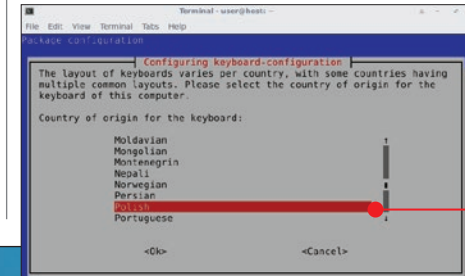 Terminal - user@host: ~
File Edit View Terminal Tabs Help
Package configuration
Configuring keyboard-configuration
The layout of keyboards varies per country, with some countries having
multiple common layouts. Please select the country of origin for the
keyboard of this computer.
Country of origin for the keyboard:
Moldavian
Mongolian
Montenegrin
Nepali
Norwegian
Persian
Polish
Portuguese
<Ok> <Cancel>